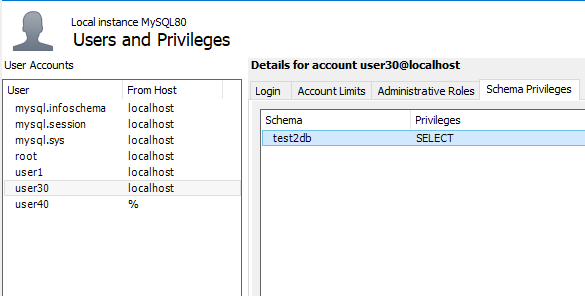 Local instance MySQL80
Users and Privileges
User Accounts
User From Host
mysql.infoschema localhost
mysql.session localhost
mysql.sys localhost
root localhost
user1 localhost
user30 localhost
user40 %
Details for account user30@localhost
Login Account Limits Administrative Roles Schema Privileges
Schema Privileges
test2db SELECT